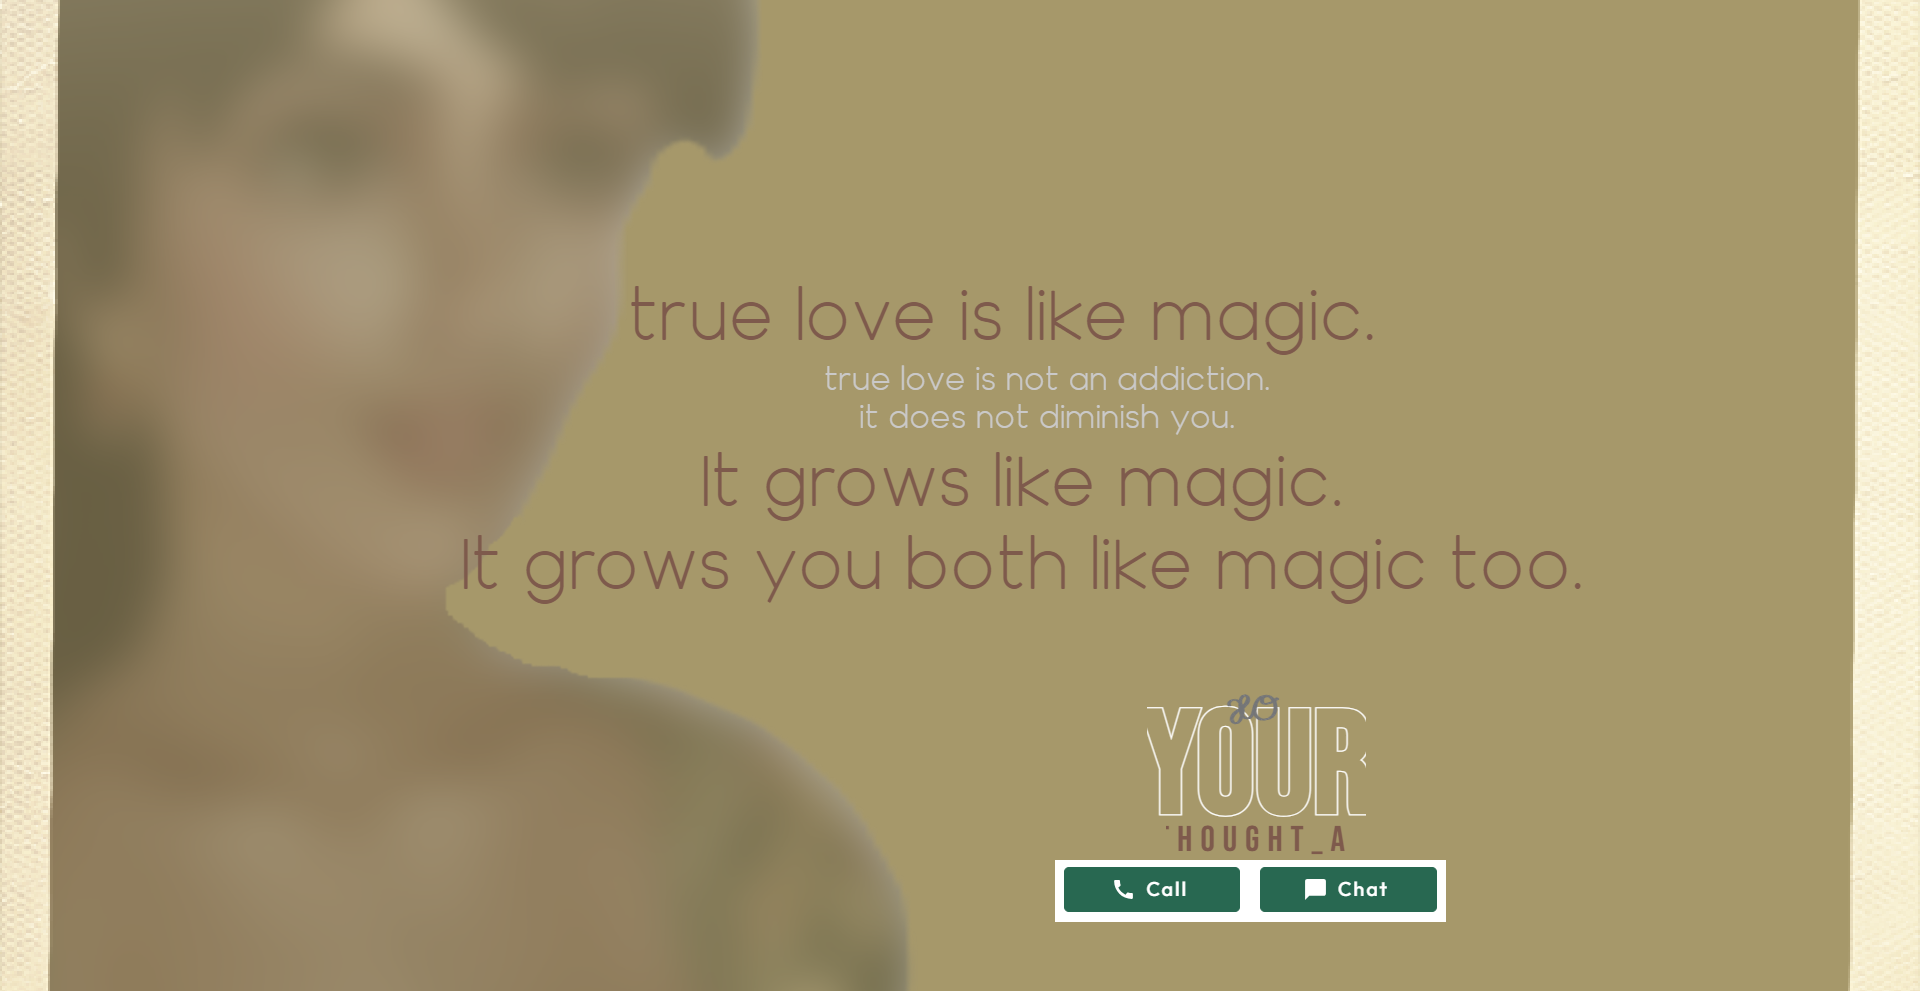 true love is like magic.
true love is not an addiction.
it does not diminish you.
It grows like magic.
It grows you both like magic too.
so
YOUR
HOUGHT_A
Call
Chat